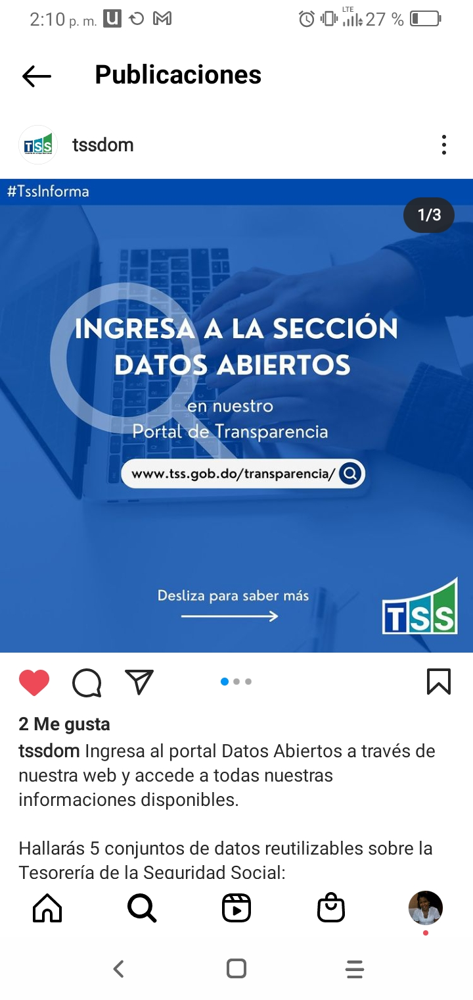 2:10 p. m.
LTE
27 %
Publicaciones
TSS
tssdom
#TssInforma
1/3
INGRESA A LA SECCIÓN
DATOS ABIERTOS
en nuestro
Portal de Transparencia
www.tss.gob.do/transparencia/
Desliza para saber más
TSS
2 Me gusta
tssdom Ingresa al portal Datos Abiertos a través de
nuestra web y accede a todas nuestras
informaciones disponibles.
Hallarás 5 conjuntos de datos reutilizables sobre la
Tesorería de la Seguridad Social: